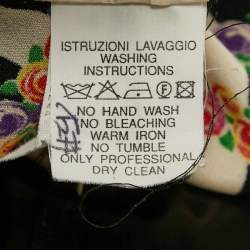 ISTRUZIONI LAVAGGIO
WASHING
INSTRUCTIONS
NO HAND WASH
NO BLEACHING
WARM IRON
NO TUMBLE
ONLY PROFESSIONAL
DRY CLEAN